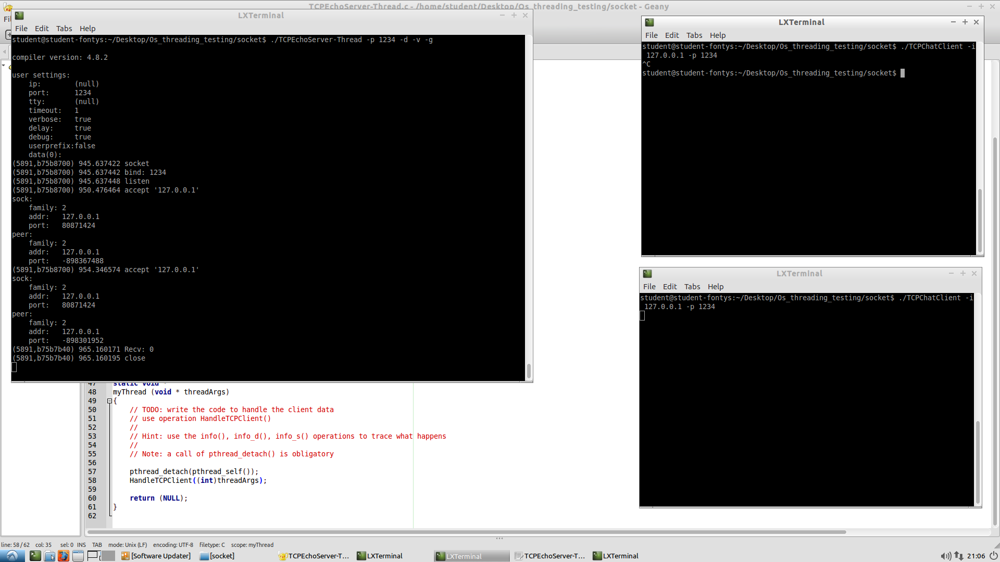 TCPEchoServer-Thread.c - /home/student/Desktop/Os_threading_testing/socket - Geany
LXTerminal
File Edit Tabs Help
student@student-fontys:~/Desktop/Os_threading_testing/socket$ ./TCPEchoServer-Thread -p 1234 -d -v -g
compiler version: 4.8.2
user settings:
ip: (null)
port: 1234
tty: (null)
timeout: 1
verbose: true
delay: true
debug: true
userprefix:false
data(0):
(5891,b75b8700) 945.637422 socket
(5891,b75b8700) 945.637442 bind: 1234
(5891,b75b8700) 945.637448 listen
(5891,b75b8700) 950.476464 accept '127.0.0.1'
sock:
family: 2
addr: 127.0.0.1
port: 80871424
peer:
family: 2
addr: 127.0.0.1
port: -898367488
(5891,b75b8700) 954.346574 accept '127.0.0.1'
sock:
family: 2
addr: 127.0.0.1
port: 80871424
peer:
family: 2
addr: 127.0.0.1
port: -898301952
(5891,b75b7b40) 965.160171 Recv: 0
(5891,b75b7b40) 965.160195 close
LXTerminal
File Edit Tabs Help
student@student-fontys:~/Desktop/Os_threading_testing/socket$ ./TCPChatClient -i
127.0.0.1 -p 1234
^C
student@student-fontys:~/Desktop/Os_threading_testing/socket$
LXTerminal
File Edit Tabs Help
student@student-fontys:~/Desktop/Os_threading_testing/socket$ ./TCPChatClient -i
127.0.0.1 -p 1234
47 static void *
48 myThread (void * threadArgs)
49 {
50 // TODO: write the code to handle the client data
51 // use operation HandleTCPClient()
52 //
53 // Hint: use the info(), info_d(), info_s() operations to trace what happens
54 //
55 // Note: a call of pthread_detach() is obligatory
56
57 pthread_detach(pthread_self());
58 HandleTCPClient((int)threadArgs);
59
60 return (NULL);
61 }
62
line: 58 / 62 col: 35 sel: 0 INS TAB mode: Unix (LF) encoding: UTF-8 filetype: C scope: myThread
[Software Updater] [socket] TCPEchoServer-T... LXTerminal LXTerminal TCPEchoServer-T... LXTerminal 21:06